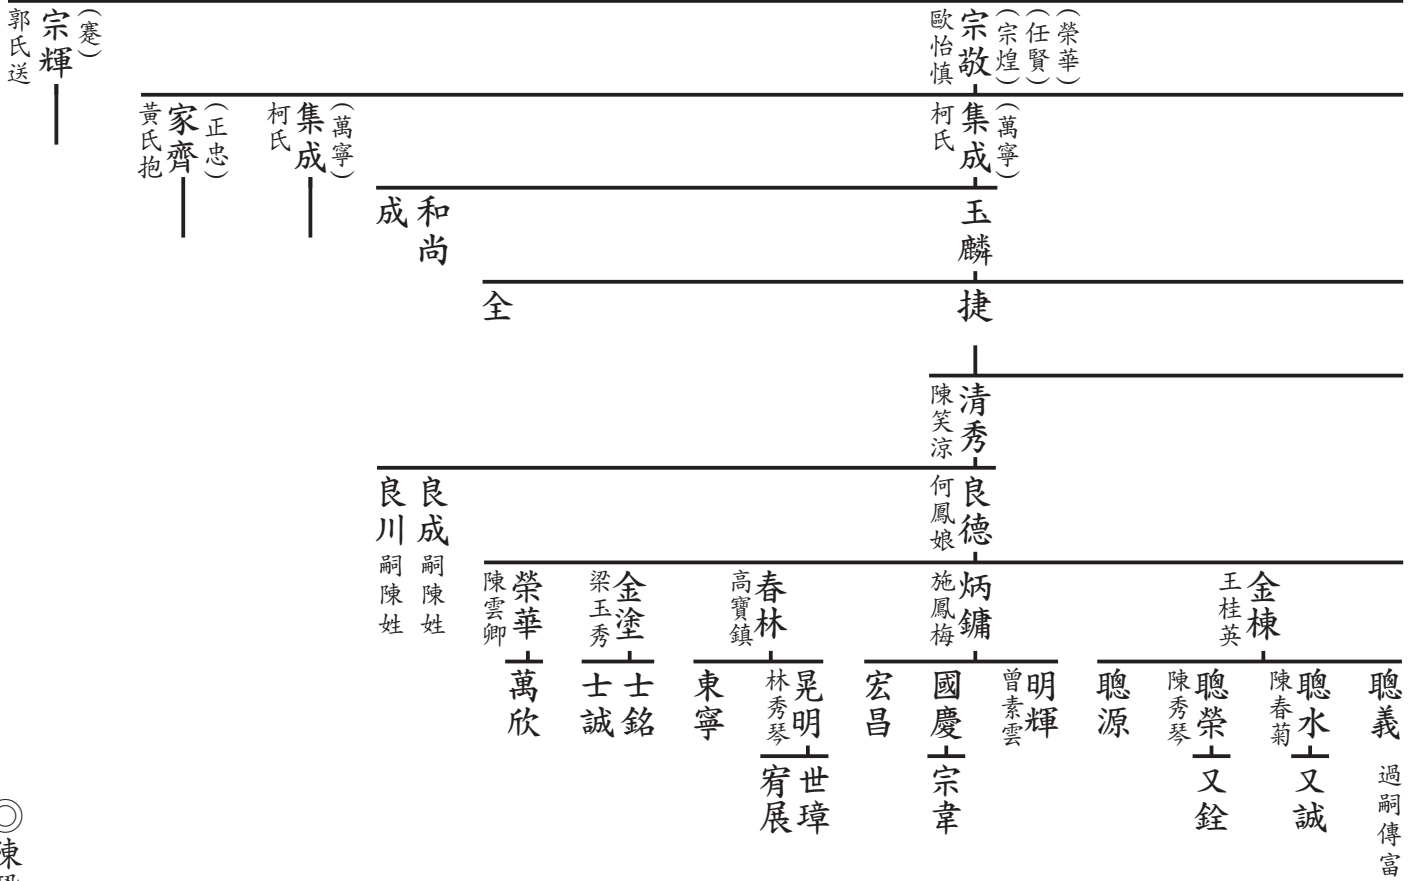 (榮華)
(任賢)
(宗煌)
宗敬
歐怡慎
(蹇)
宗輝
郭氏送
(萬寧)
集成
柯氏
(萬寧)
集成
柯氏
(正忠)
家齊
黃氏抱
玉麟
和尚
成
捷
全
清秀
陳笑涼
良德
何鳳娘
良成 嗣陳姓
良川 嗣陳姓
金棟
王桂英
炳鏞
施鳳梅
春林
高寶鎮
金塗
梁玉秀
榮華
陳雲卿
聰義 過嗣傳富
聰水
陳春菊
聰榮
陳秀琴
聰源
明輝
曾素雲
國慶
宏昌
晃明
林秀琴
東寧
士銘
士誠
萬欣
又誠
又銓
宗韋
世璋
宥展
◎陳